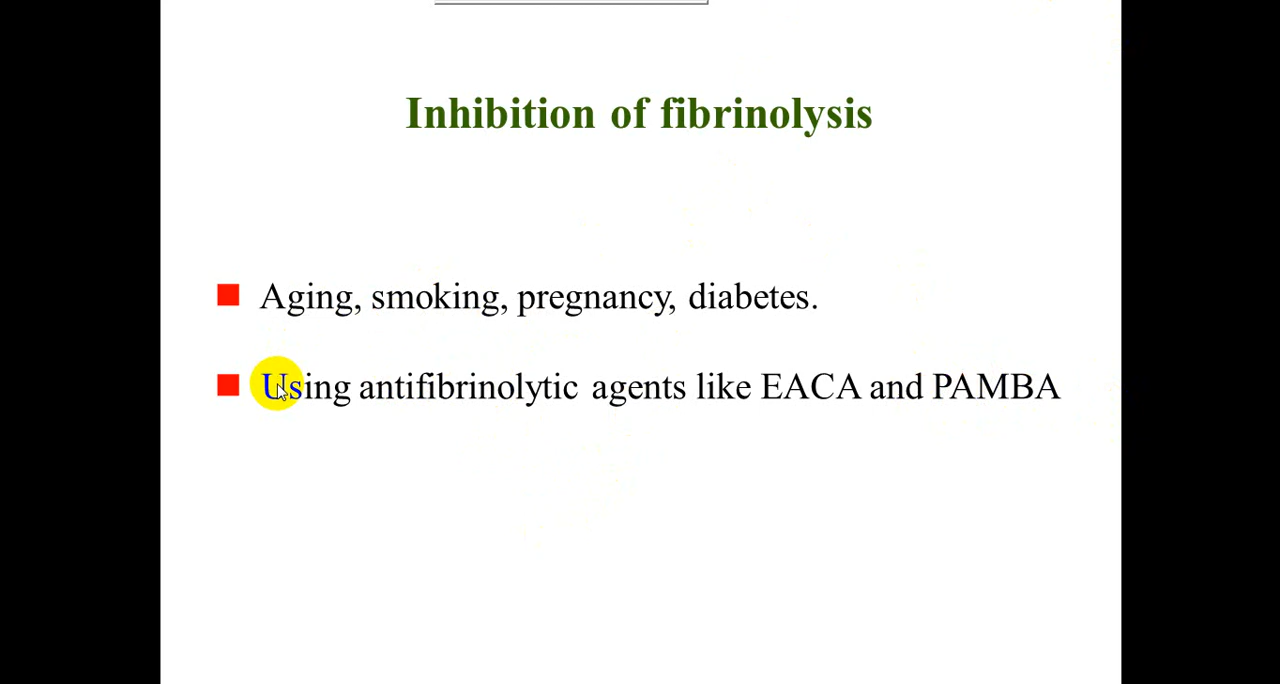 Inhibition of fibrinolysis
Aging, smoking, pregnancy, diabetes.
Using antifibrinolytic agents like EACA and PAMBA